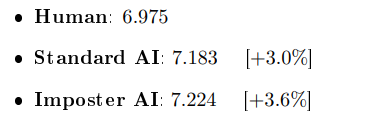 • Human: 6.975
• Standard AI: 7.183 [+3.0%]
• Imposter AI: 7.224 [+3.6%]